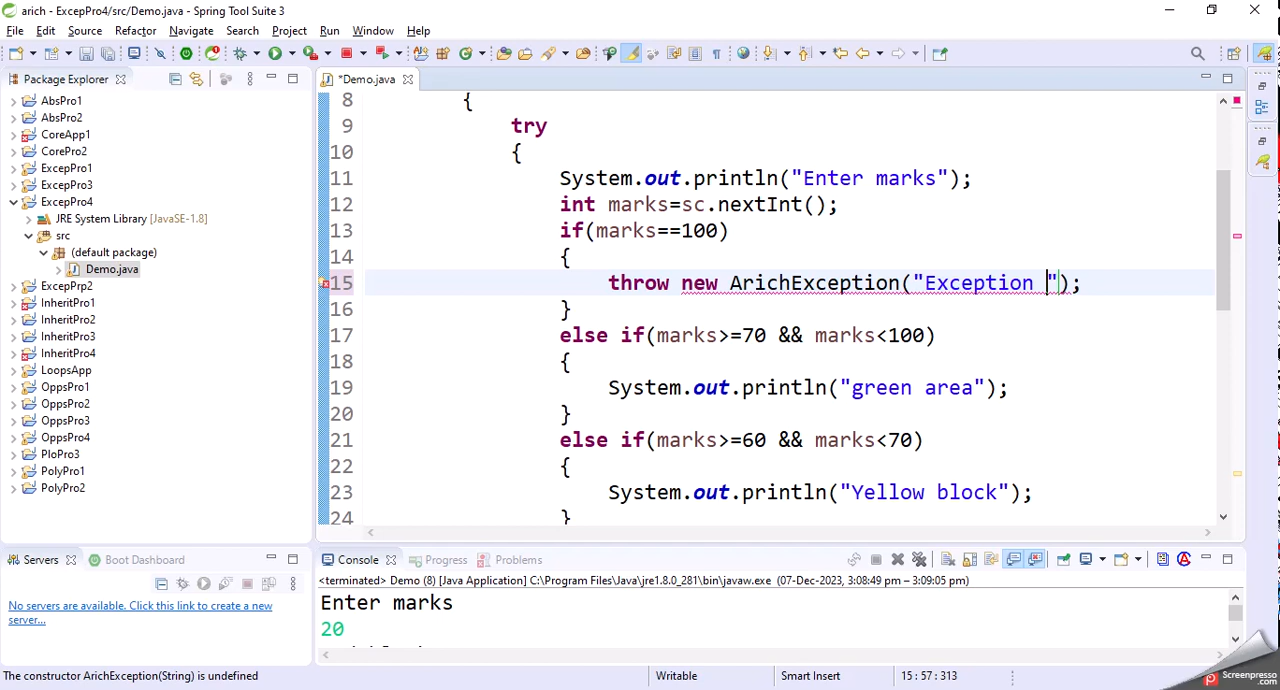 arich - ExcepPro4/src/Demo.java - Spring Tool Suite 3
File Edit Source Refactor Navigate Search Project Run Window Help
Package Explorer
*Demo.java
AbsPro1
AbsPro2
CoreApp1
CorePro2
ExcepPro1
ExcepPro3
ExcepPro4
JRE System Library [JavaSE-1.8]
src
(default package)
Demo.java
ExcpPrp2
InheritPro1
InheritPro2
InheritPro3
InheritPro4
LoopsApp
OppsPro1
OppsPro2
OppsPro3
OppsPro4
PloPro3
PolyPro1
PolyPro2
8 {
9 try
10 {
11 System.out.println("Enter marks");
12 int marks=sc.nextInt();
13 if(marks==100)
14 {
15 throw new ArichException("Exception ");
16 }
17 else if(marks>=70 && marks<100)
18 {
19 System.out.println("green area");
20 }
21 else if(marks>=60 && marks<70)
22 {
23 System.out.println("Yellow block");
24 }
Servers Boot Dashboard
No servers are available. Click this link to create a new
server...
Console Progress Problems
<terminated> Demo (8) [Java Application] C:\Program Files\Java\jre1.8.0_281\bin\javaw.exe (07-Dec-2023, 3:08:49 pm – 3:09:05 pm)
Enter marks
20
The constructor ArichException(String) is undefined
Writable
Smart Insert
15 : 57 : 313
Screenpresso
.com